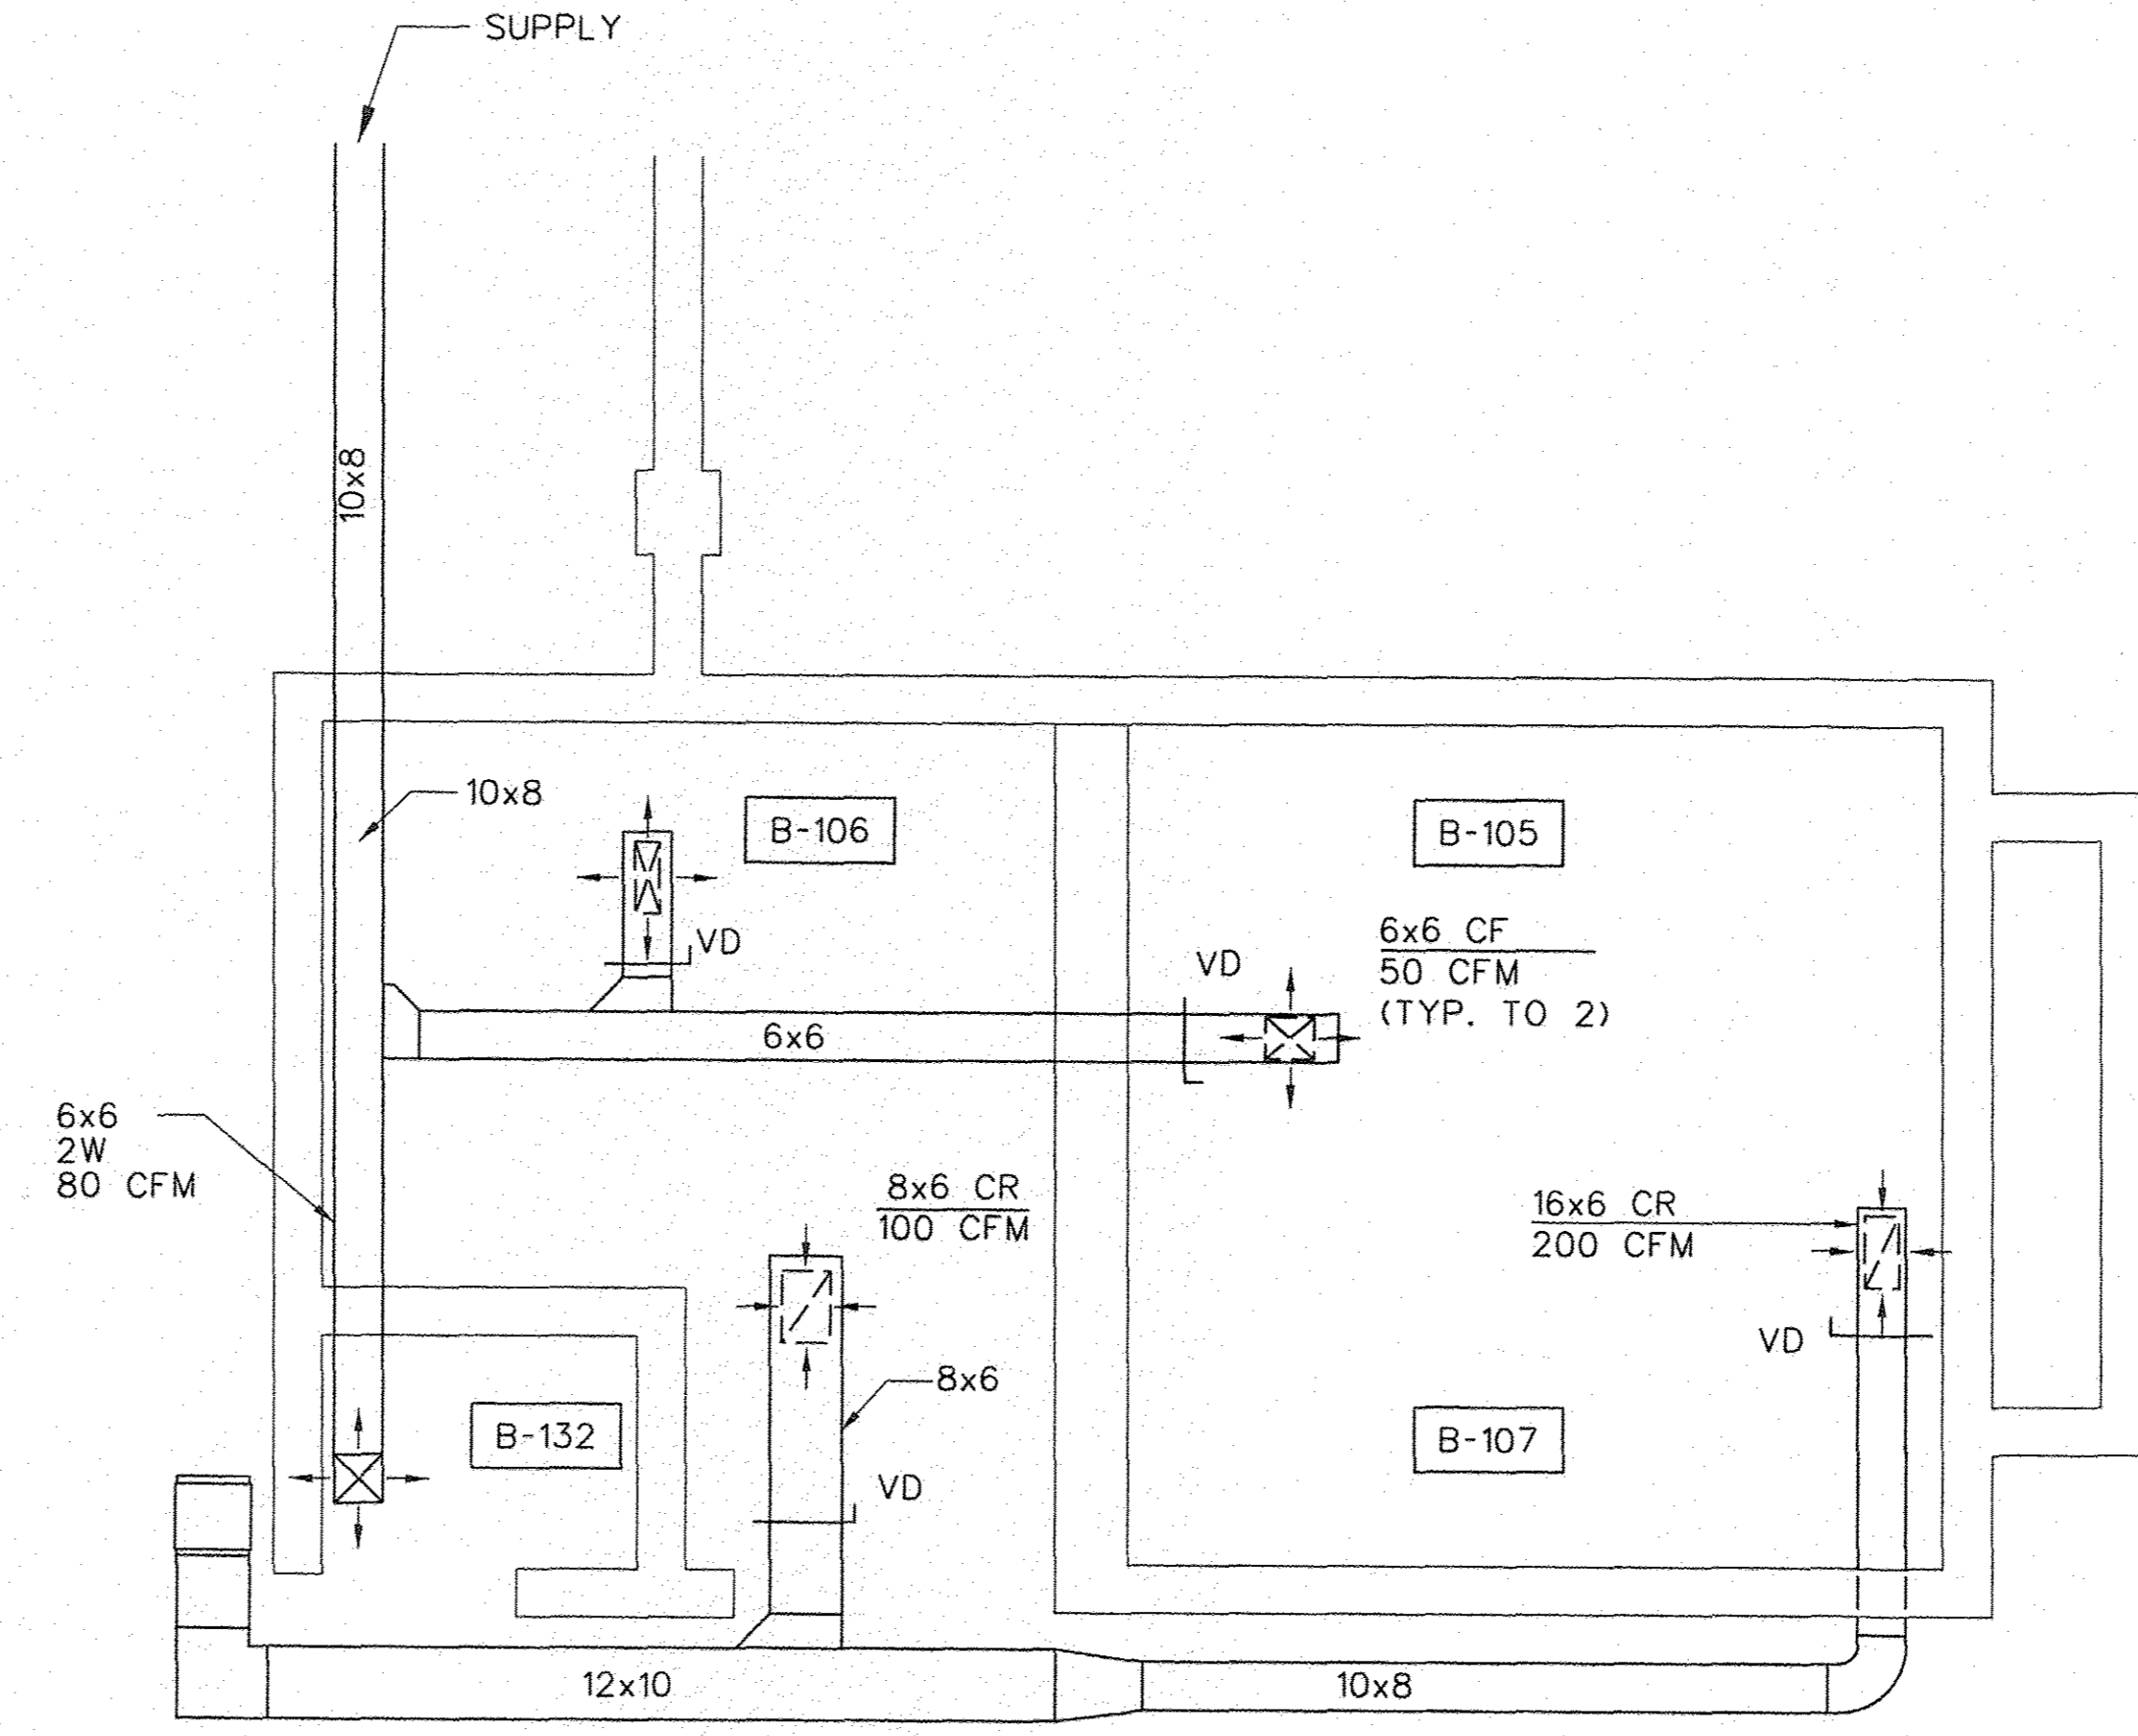 SUPPLY
10x8
10x8
B-106
B-105
VD
6x6 CF
50 CFM
(TYP. TO 2)
VD
6x6
6x6
2W
80 CFM
8x6 CR
100 CFM
16x6 CR
200 CFM
VD
8x6
B-132
B-107
VD
12x10
10x8